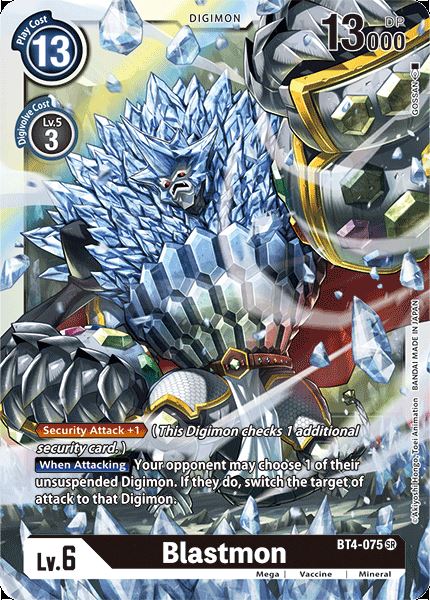 Play Cost
13
DIGIMON
DP
13000
Digivolve Cost
Lv.5
3
GOSSAN
BANDAI MADE IN JAPAN
©Akiyoshi Hongo, Toei Animation
Security Attack +1 (This Digimon checks 1 additional
security card.)
When Attacking Your opponent may choose 1 of their
unsuspended Digimon. If they do, switch the target of
attack to that Digimon.
BT4-075 SR
Lv.6
Blastmon
Mega | Vaccine | Mineral